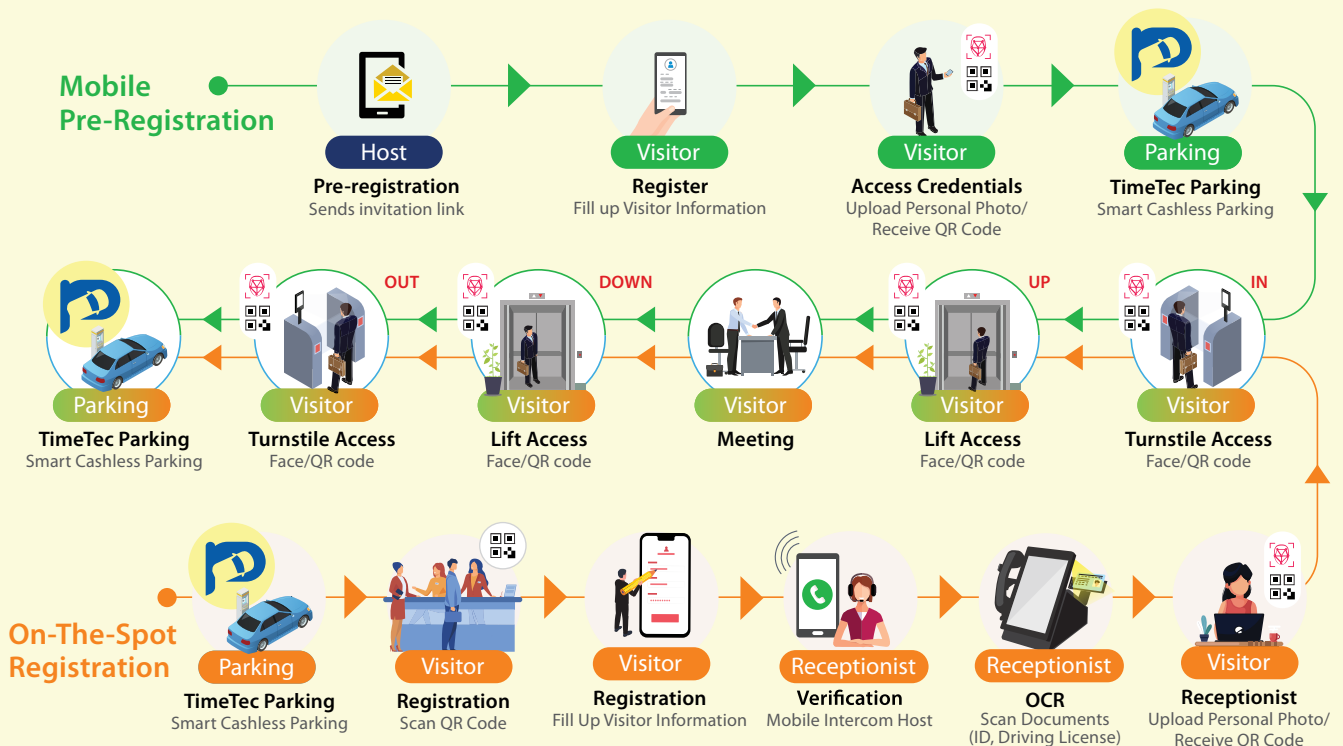 Mobile
Pre-Registration
Host
Pre-registration
Sends invitation link
Visitor
Register
Fill up Visitor Information
Visitor
Access Credentials
Upload Personal Photo/
Receive QR Code
Parking
TimeTec Parking
Smart Cashless Parking
OUT
DOWN
UP
IN
Parking
TimeTec Parking
Smart Cashless Parking
Visitor
Turnstile Access
Face/QR code
Visitor
Lift Access
Face/QR code
Visitor
Meeting
Visitor
Lift Access
Face/QR code
Visitor
Turnstile Access
Face/QR code
On-The-Spot
Registration
Parking
TimeTec Parking
Smart Cashless Parking
Visitor
Registration
Scan QR Code
Visitor
Registration
Fill Up Visitor Information
Receptionist
Verification
Mobile Intercom Host
Receptionist
OCR
Scan Documents
(ID, Driving License)
Visitor
Receptionist
Upload Personal Photo/
Receive QR Code